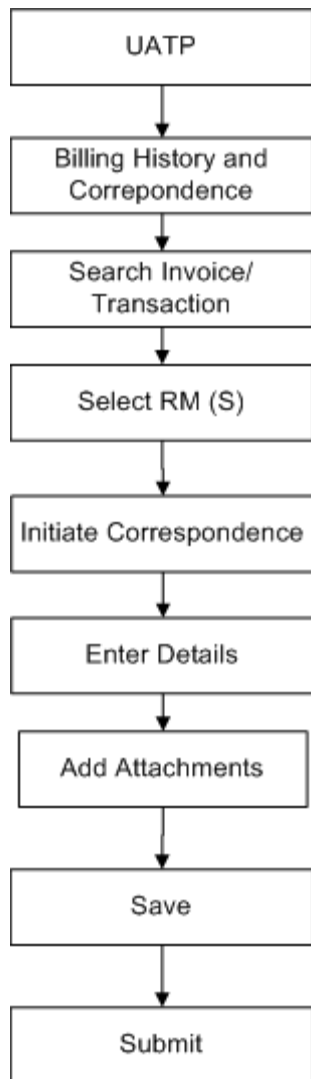 UATP
Billing History and
Correpondence
Search Invoice/
Transaction
Select RM (S)
Initiate Correspondence
Enter Details
Add Attachments
Save
Submit